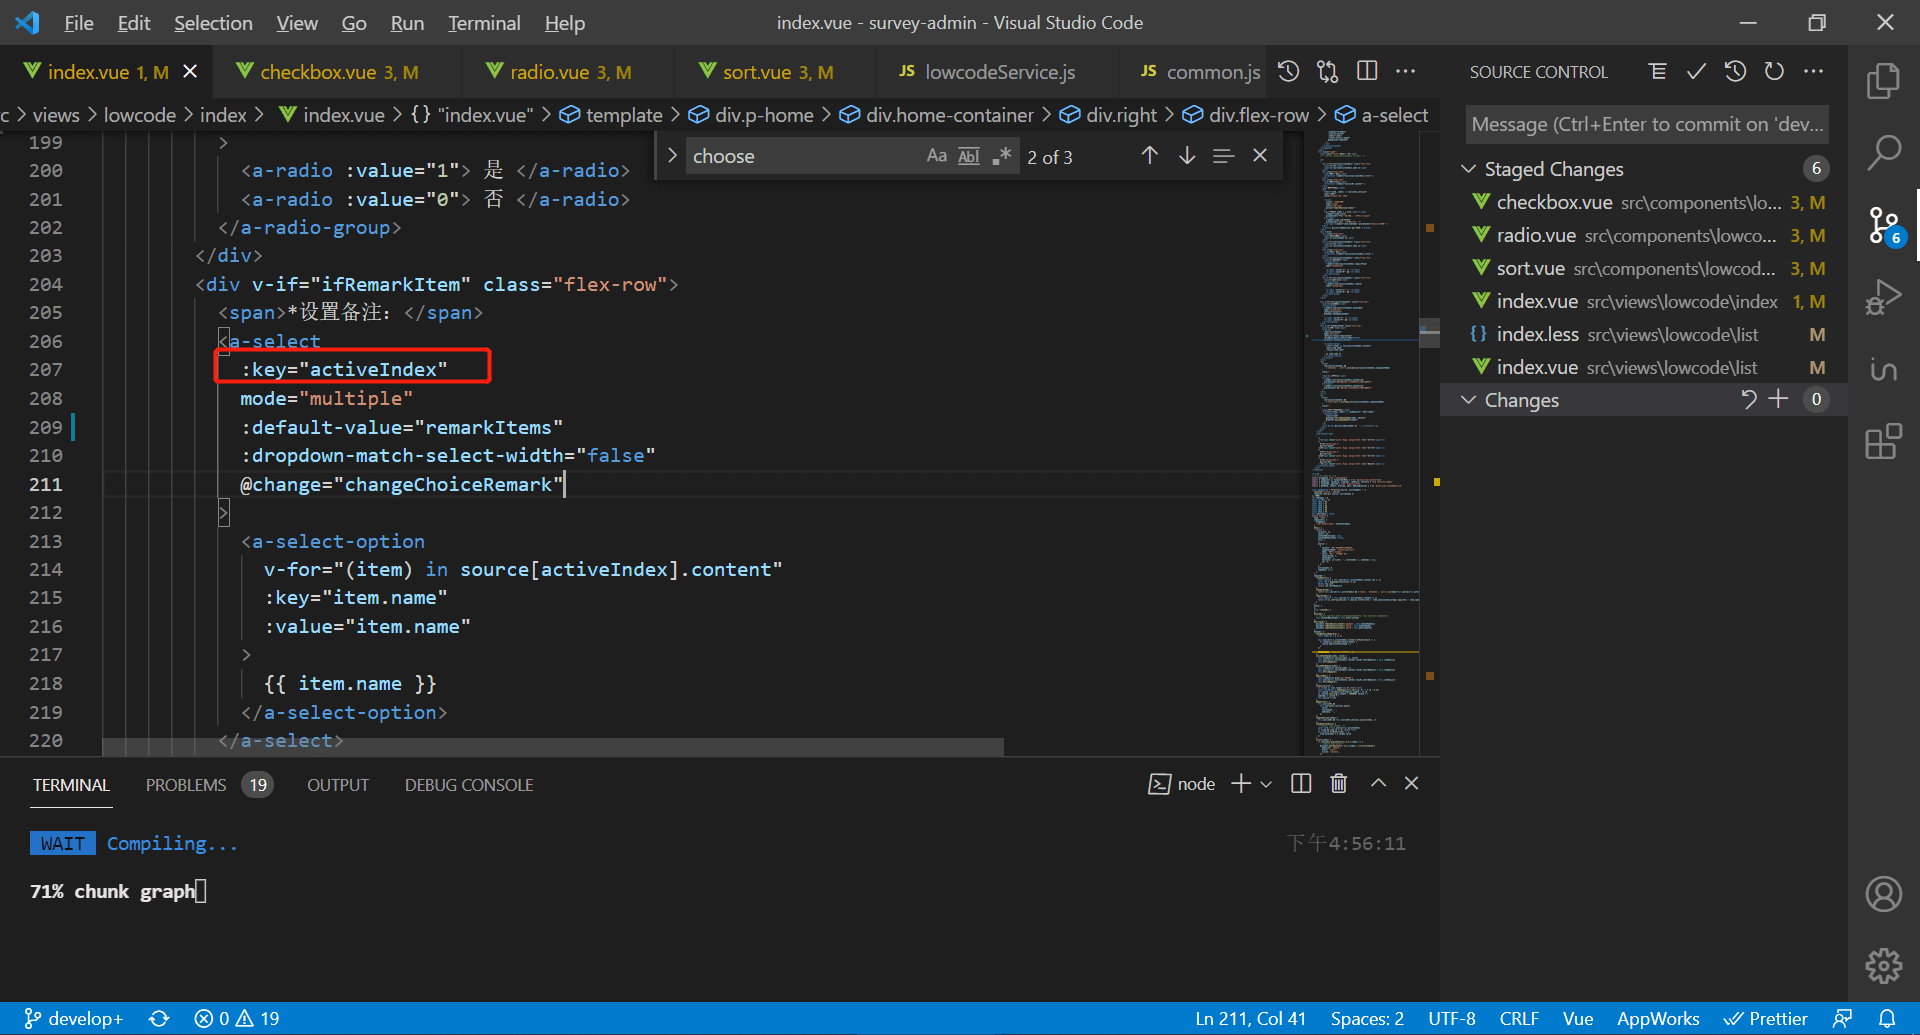 File Edit Selection View Go Run Terminal Help
index.vue - survey-admin - Visual Studio Code
index.vue 1, M
checkbox.vue 3, M
radio.vue 3, M
sort.vue 3, M
JS lowcodeService.js
JS common.js
c > views > lowcode > index > index.vue > {} "index.vue" > template > div.p-home > div.home-container > div.right > div.flex-row > a-select
choose
Aa Abl .*
2 of 3
199 >
200 <a-radio :value="1"> 是 </a-radio>
201 <a-radio :value="0"> 否 </a-radio>
202 </a-radio-group>
203 </div>
204 <div v-if="ifRemarkItem" class="flex-row">
205 <span>*设置备注：</span>
206 <a-select
207 :key="activeIndex"
208 mode="multiple"
209 :default-value="remarkItems"
210 :dropdown-match-select-width="false"
211 @change="changeChoiceRemark"
212 >
213 <a-select-option
214 v-for="(item) in source[activeIndex].content"
215 :key="item.name"
216 :value="item.name"
217 >
218 {{ item.name }}
219 </a-select-option>
220 </a-select>
SOURCE CONTROL
Message (Ctrl+Enter to commit on 'dev...
Staged Changes 6
checkbox.vue src\components\lo... 3, M
radio.vue src\components\lowco... 3, M
sort.vue src\components\lowcod... 3, M
index.vue src\views\lowcode\index 1, M
{} index.less src\views\lowcode\list M
index.vue src\views\lowcode\list M
Changes 0
6
TERMINAL PROBLEMS 19 OUTPUT DEBUG CONSOLE
node
WAIT Compiling...
下午4:56:11
71% chunk graph
develop+ 0 19
Ln 211, Col 41 Spaces: 2 UTF-8 CRLF Vue AppWorks Prettier